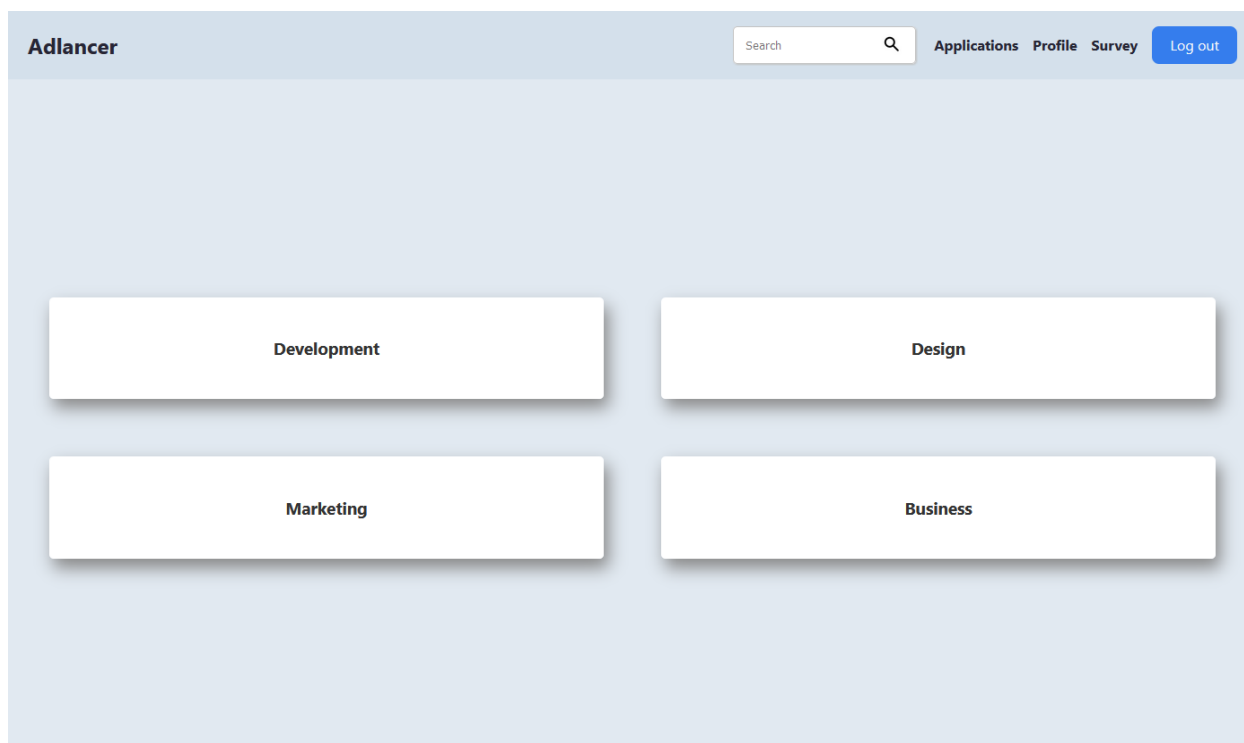 Adlancer
Search
Applications Profile Survey Log out
Development
Design
Marketing
Business